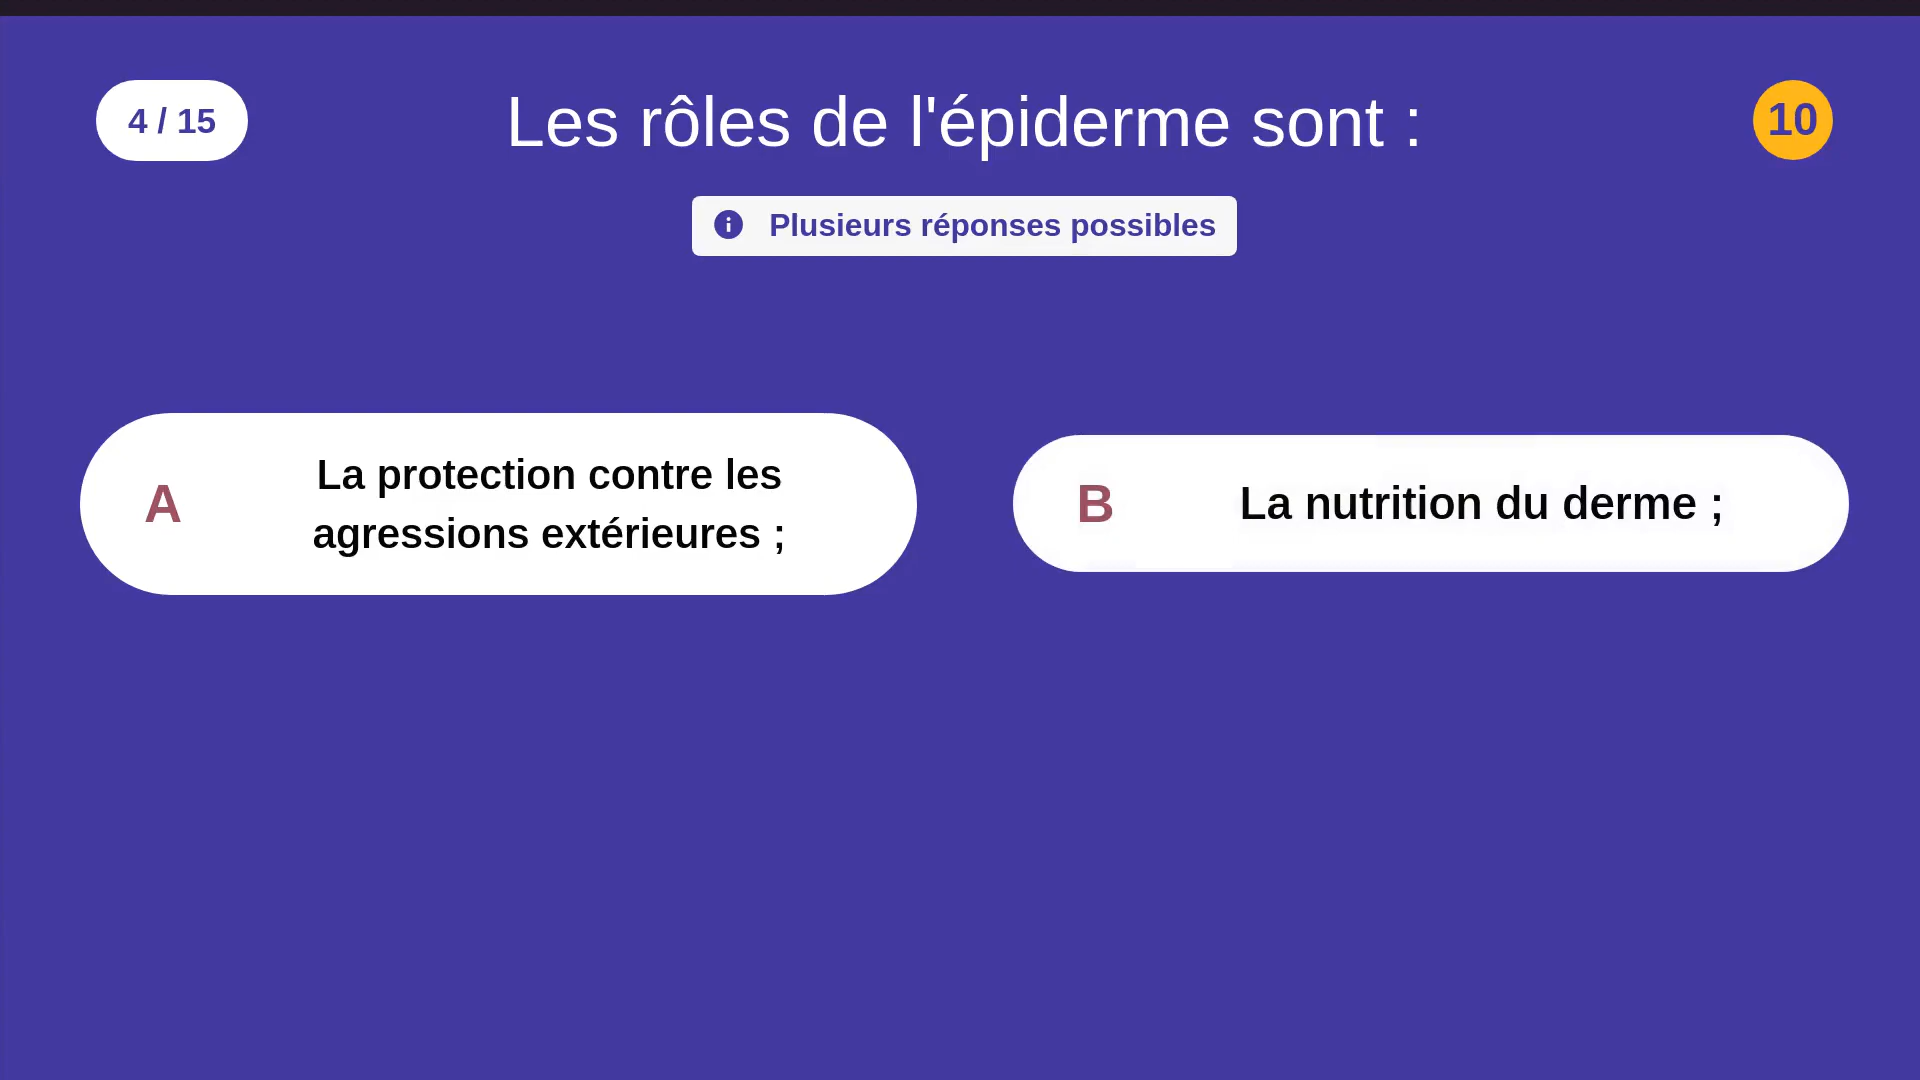 4 / 15
Les rôles de l'épiderme sont :
10
Plusieurs réponses possibles
A
La protection contre les
agressions extérieures ;
B
La nutrition du derme ;